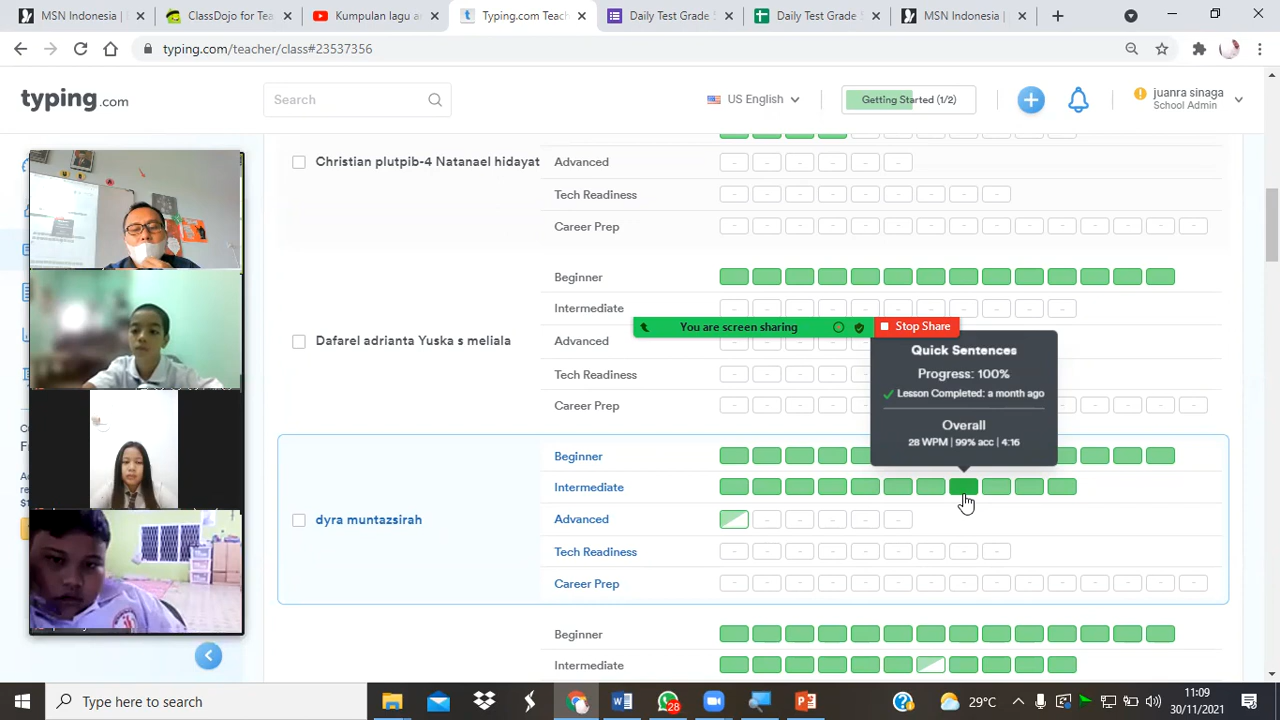 MSN Indonesia |
ClassDojo for Tea
Kumpulan lagu a
Typing.com Teach
Daily Test Grade 5
Daily Test Grade 5
MSN Indonesia |
typing.com/teacher/class#23537356
typing.com
Search
US English
Getting Started (1/2)
juanra sinaga
School Admin
Christian plutpib-4 Natanael hidayat
Advanced
Tech Readiness
Career Prep
Dafarel adrianta Yuska s meliala
Beginner
Intermediate
Advanced
Tech Readiness
Career Prep
You are screen sharing
Stop Share
Quick Sentences
Progress: 100%
Lesson Completed: a month ago
Overall
28 WPM | 99% acc | 4:16
dyra muntazsirah
Beginner
Intermediate
Advanced
Tech Readiness
Career Prep
Beginner
Intermediate
Type here to search
28
29°C
11:09
30/11/2021